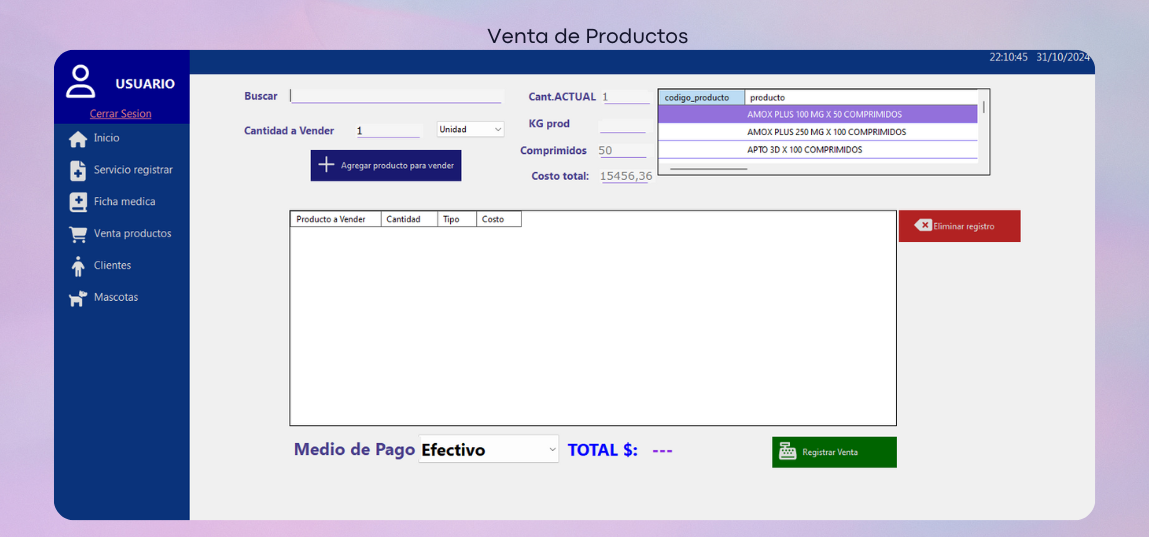 Venta de Productos
22:10:45 31/10/2024
USUARIO
Cerrar Sesion
Inicio
Servicio registrar
Ficha medica
Venta productos
Clientes
Mascotas
Buscar
Cantidad a Vender 1 Unidad
Agregar producto para vender
Cant.ACTUAL 1
KG prod
Comprimidos 50
Costo total: 15456,36
codigo_producto producto
AMOX PLUS 100 MG X 50 COMPRIMIDOS
AMOX PLUS 250 MG X 100 COMPRIMIDOS
APTO 3D X 100 COMPRIMIDOS
Producto a Vender Cantidad Tipo Costo
Eliminar registro
Medio de Pago Efectivo TOTAL $: ---
Registrar Venta